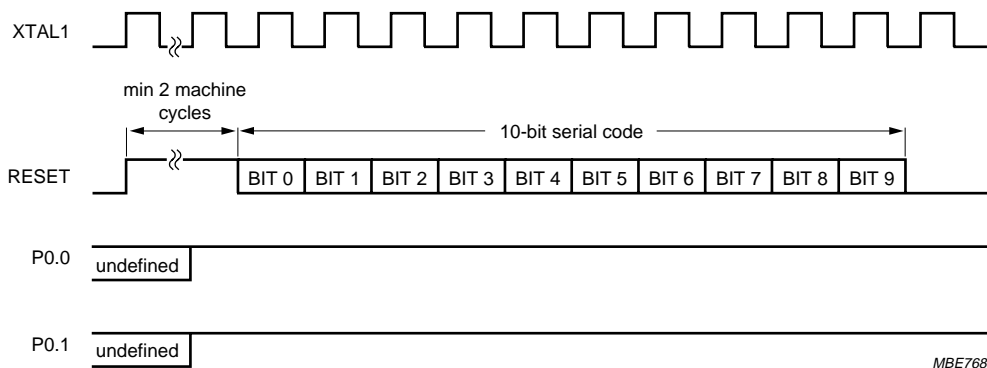 XTAL1
min 2 machine
cycles
10-bit serial code
RESET
BIT 0 BIT 1 BIT 2 BIT 3 BIT 4 BIT 5 BIT 6 BIT 7 BIT 8 BIT 9
P0.0
undefined
P0.1
undefined
MBE768